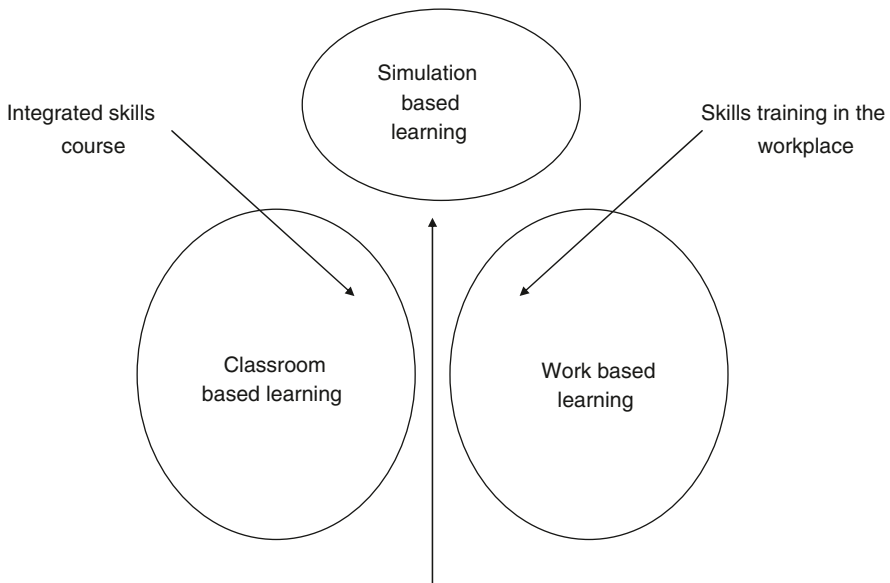 Simulation
based
learning
Integrated skills
course
Skills training in the
workplace
Classroom
based learning
Work based
learning